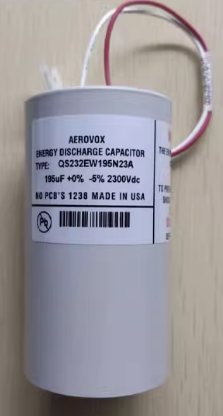 AEROVOX
ENERGY DISCHARGE CAPACITOR
TYPE: QS232EW195N23A
195uF +0% -5% 2300Vdc
NO PCB'S 1238 MADE IN USA